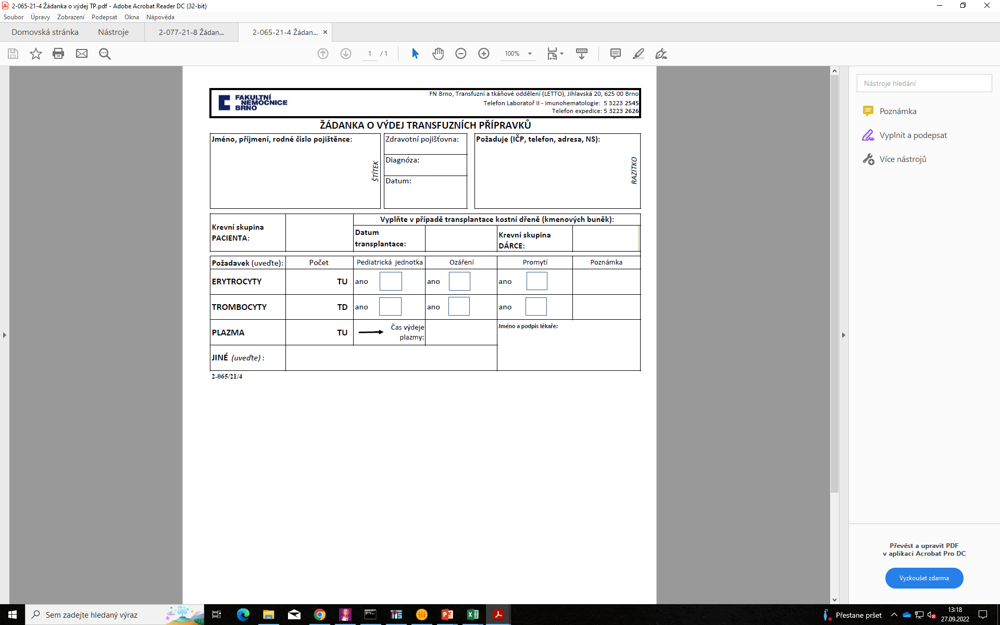 2-065-21-4 Žádanka o výdej TP.pdf - Adobe Acrobat Reader DC (32-bit)
Soubor Úpravy Zobrazení Podepsat Okna Nápověda
Domovská stránka Nástroje 2-077-21-8 Žádan... 2-065-21-4 Žádan...
1 / 1 100%
Nástroje hledání
Poznámka
Vyplnit a podepsat
Více nástrojů
FAKULTNÍ
NEMOCNICE
BRNO
FN Brno, Transfuzní a tkáňové oddělení (LETTO), Jihlavská 20, 625 00 Brno
Telefon Laboratoř II - imunohematologie: 5 3223 2545
Telefon expedice: 5 3223 2626
ŽÁDANKA O VÝDEJ TRANSFUZNÍCH PŘÍPRAVKŮ
Jméno, příjmení, rodné číslo pojištěnce:
ŠTÍTEK
Zdravotní pojišťovna:
Diagnóza:
Datum:
Požaduje (IČP, telefon, adresa, NS):
RAZÍTKO
Krevní skupina
PACIENTA:
Vyplňte v případě transplantace kostní dřeně (kmenových buněk):
Datum
transplantace:
Krevní skupina
DÁRCE:
Požadavek (uveďte): Počet Pediatrická jednotka Ozáření Promytí Poznámka
ERYTROCYTY TU ano ano ano
TROMBOCYTY TD ano ano ano
PLAZMA TU Čas výdeje
plazmy:
Jméno a podpis lékaře:
JINÉ (uveďte) :
2-065/21/4
Převést a upravit PDF
v aplikaci Acrobat Pro DC
Vyzkoušet zdarma
Sem zadejte hledaný výraz
Přestane pršet
13:18
27.09.2022